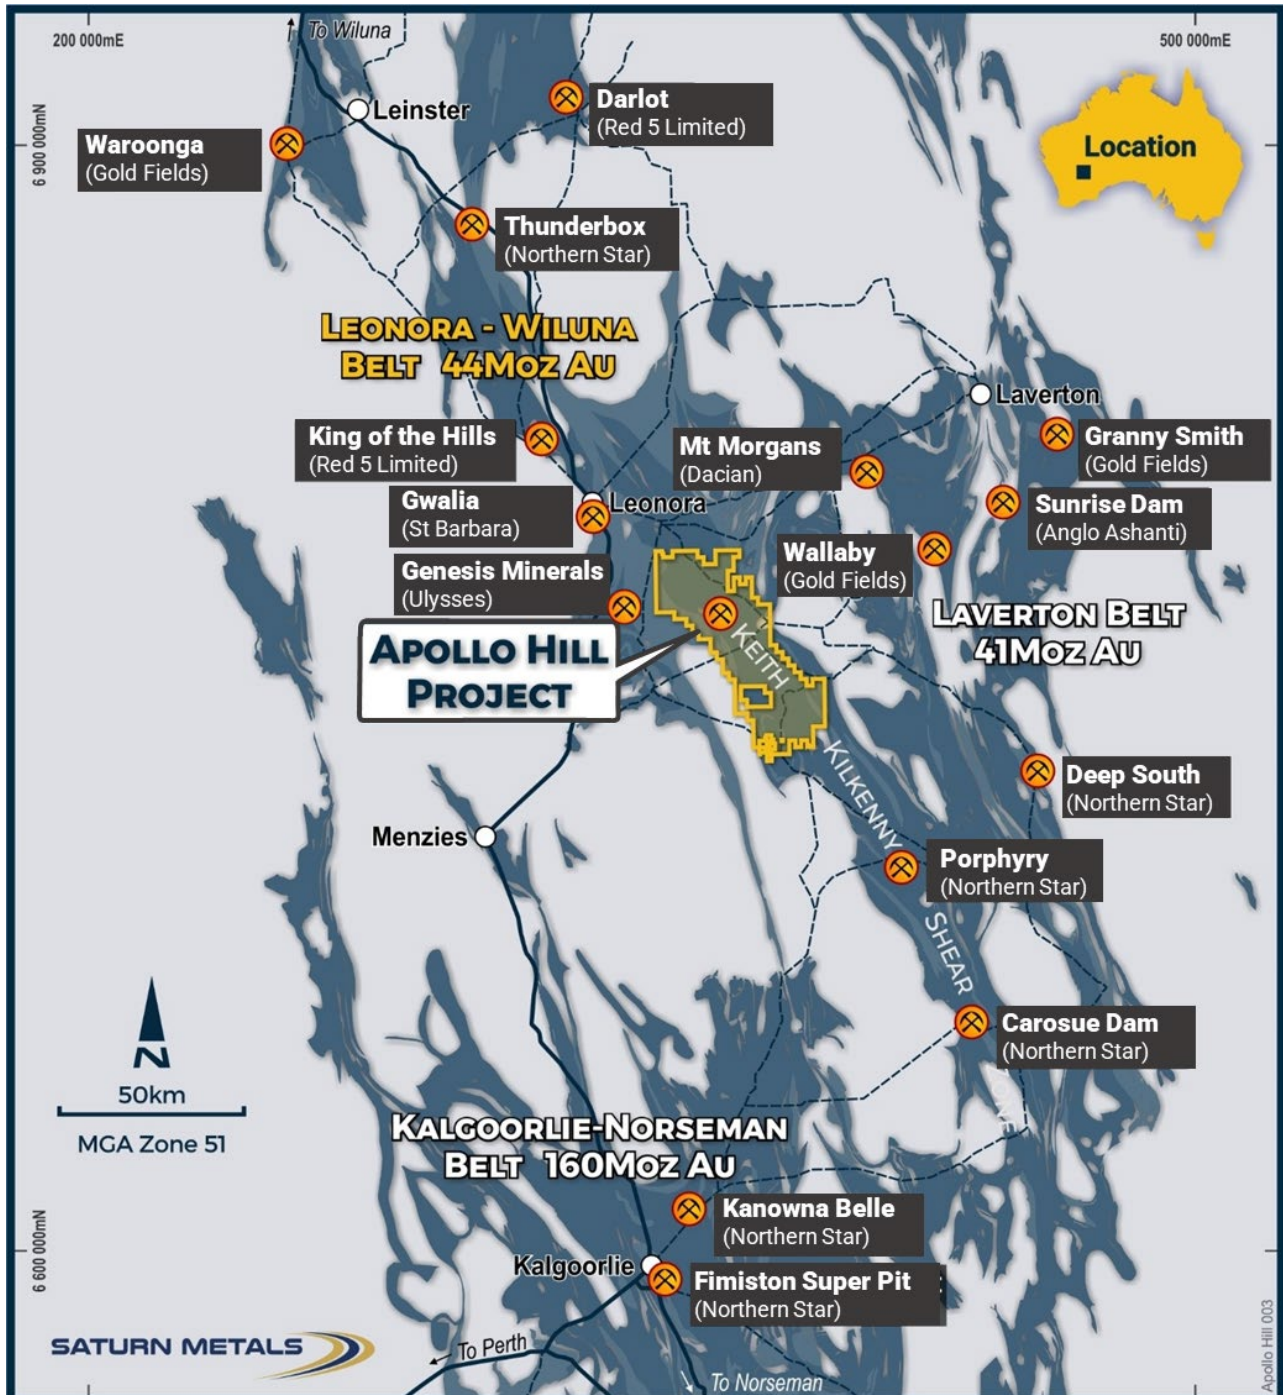 To Wiluna
200 000mE
500 000mE
6 900 000mN
Leinster
Darlot
(Red 5 Limited)
Waroonga
(Gold Fields)
Location
Thunderbox
(Northern Star)
LEONORA - WILUNA
BELT 44MOZ AU
Laverton
King of the Hills
(Red 5 Limited)
Mt Morgans
(Dacian)
Granny Smith
(Gold Fields)
Gwalia
(St Barbara)
Leonora
Sunrise Dam
(Anglo Ashanti)
Wallaby
(Gold Fields)
Genesis Minerals
(Ulysses)
LAVERTON BELT
41MOZ AU
APOLLO HILL
PROJECT
KEITH
KILKENNY
SHEAR
ZONE
Deep South
(Northern Star)
Menzies
Porphyry
(Northern Star)
Carosue Dam
(Northern Star)
N
50km
MGA Zone 51
KALGOORLIE-NORSEMAN
BELT 160MOZ AU
Kanowna Belle
(Northern Star)
6 600 000mN
Kalgoorlie
Fimiston Super Pit
(Northern Star)
SATURN METALS
To Perth
To Norseman
Apollo Hill 003